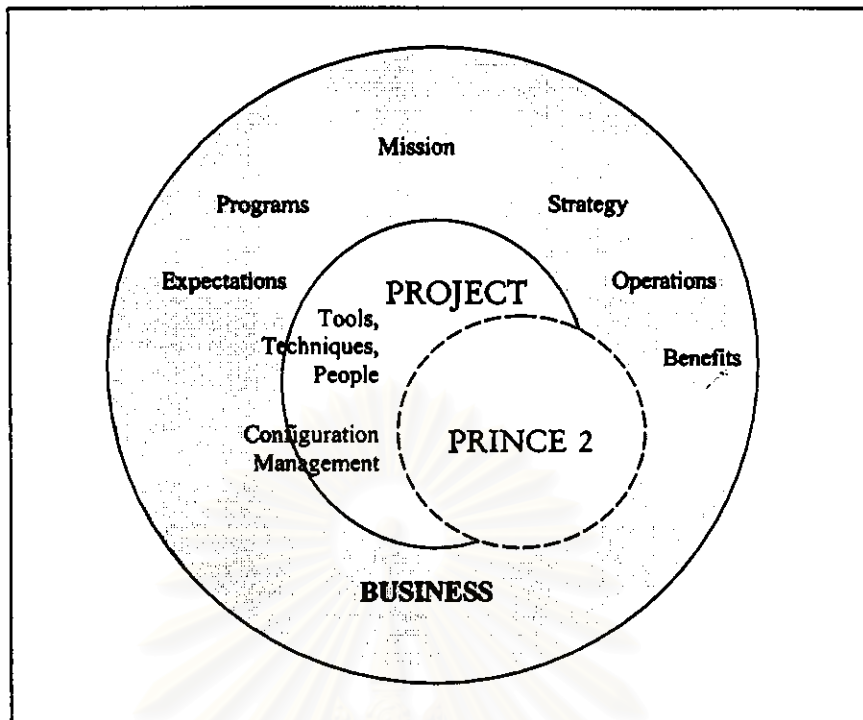 Mission
Programs
Strategy
Expectations
Operations
PROJECT
Tools,
Techniques,
People
Benefits
Configuration
Management
PRINCE 2
BUSINESS